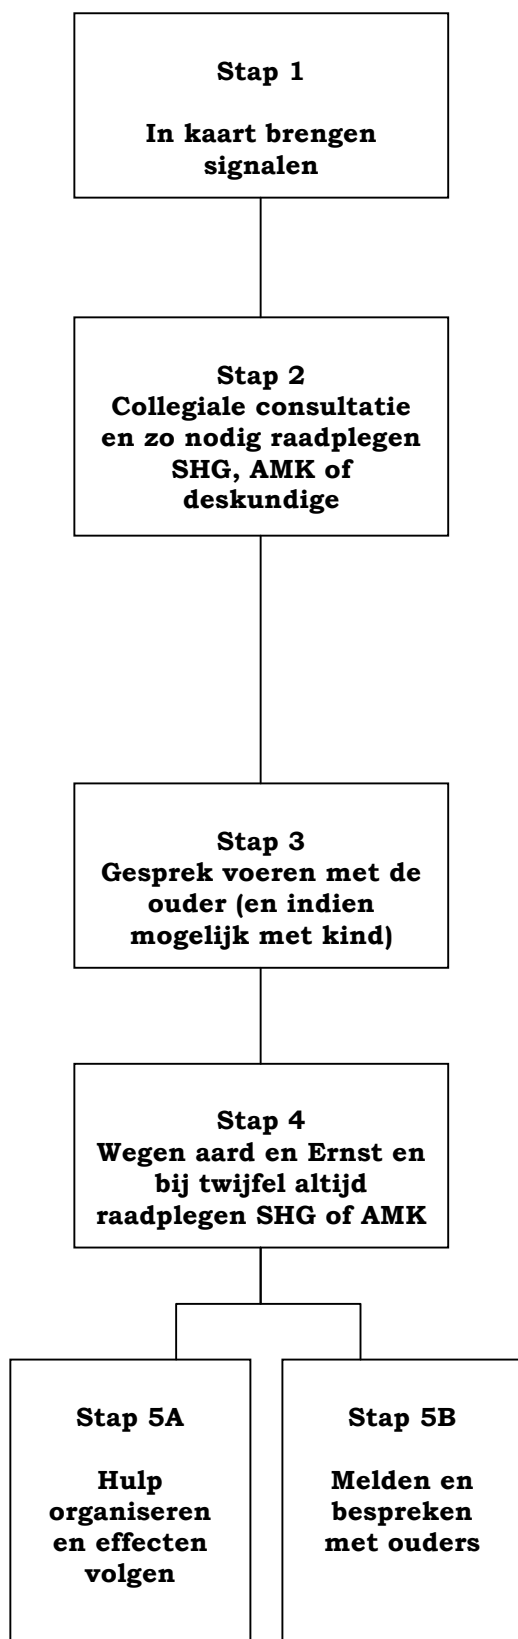 Stap 1
In kaart brengen
signalen
Stap 2
Collegiale consultatie
en zo nodig raadplegen
SHG, AMK of
deskundige
Stap 3
Gesprek voeren met de
ouder (en indien
mogelijk met kind)
Stap 4
Wegen aard en Ernst en
bij twijfel altijd
raadplegen SHG of AMK
Stap 5A
Hulp
organiseren
en effecten
volgen
Stap 5B
Melden en
bespreken
met ouders